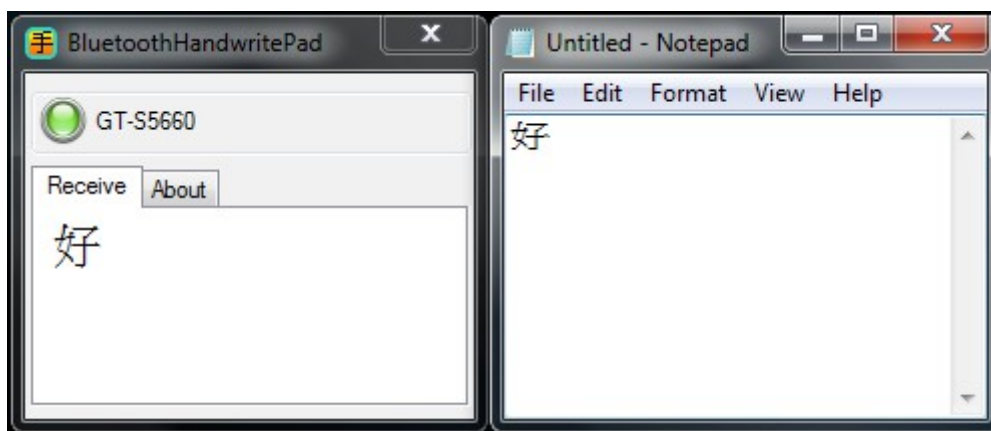 手 BluetoothHandwritePad x
GT-S5660
Receive About
好
Untitled - Notepad x
File Edit Format View Help
好